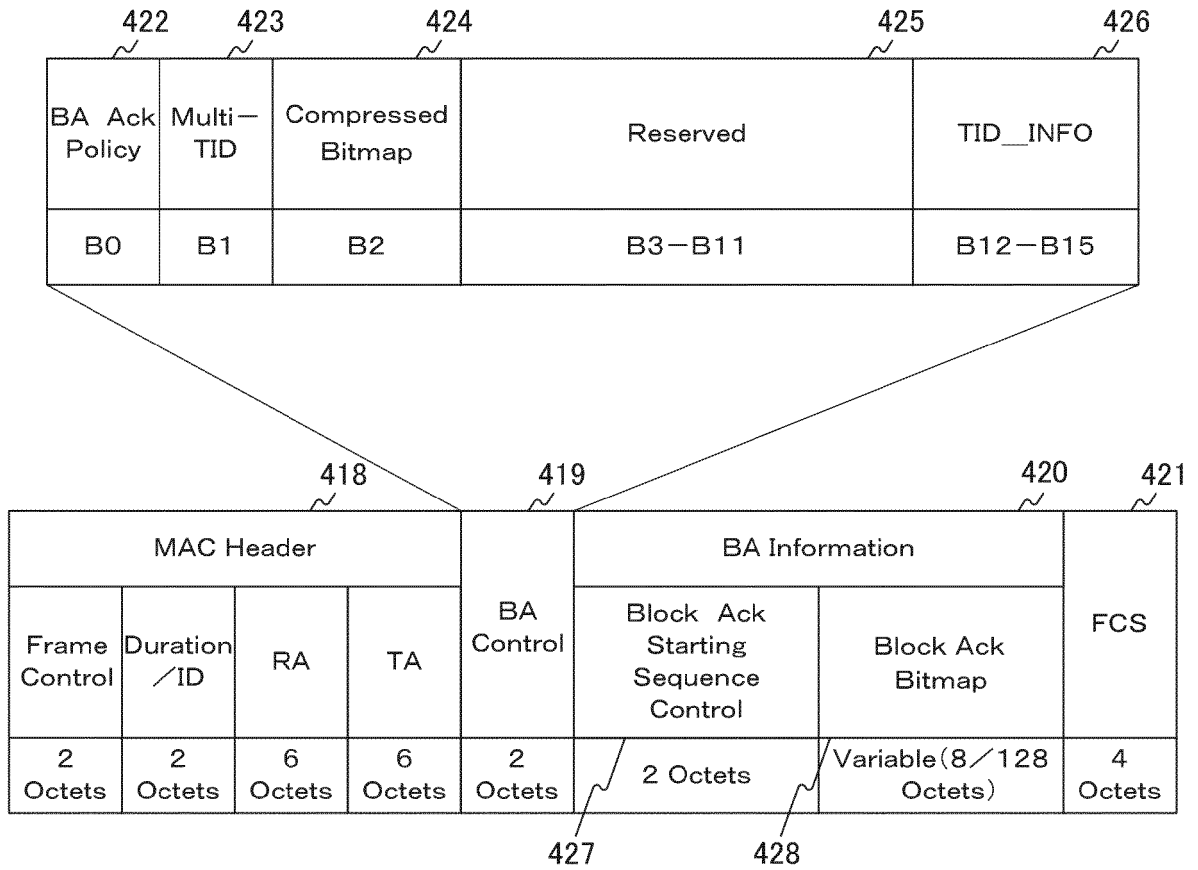 422 423 424 425 426
BA Ack Policy Multi-TID Compressed Bitmap Reserved TID__INFO
B0 B1 B2 B3-B11 B12-B15
418 419 420 421
MAC Header BA Control BA Information FCS
Frame Control Duration/ID RA TA Block Ack Starting Sequence Control Block Ack Bitmap
2 Octets 2 Octets 6 Octets 6 Octets 2 Octets 2 Octets Variable(8/128 Octets) 4 Octets
427 428